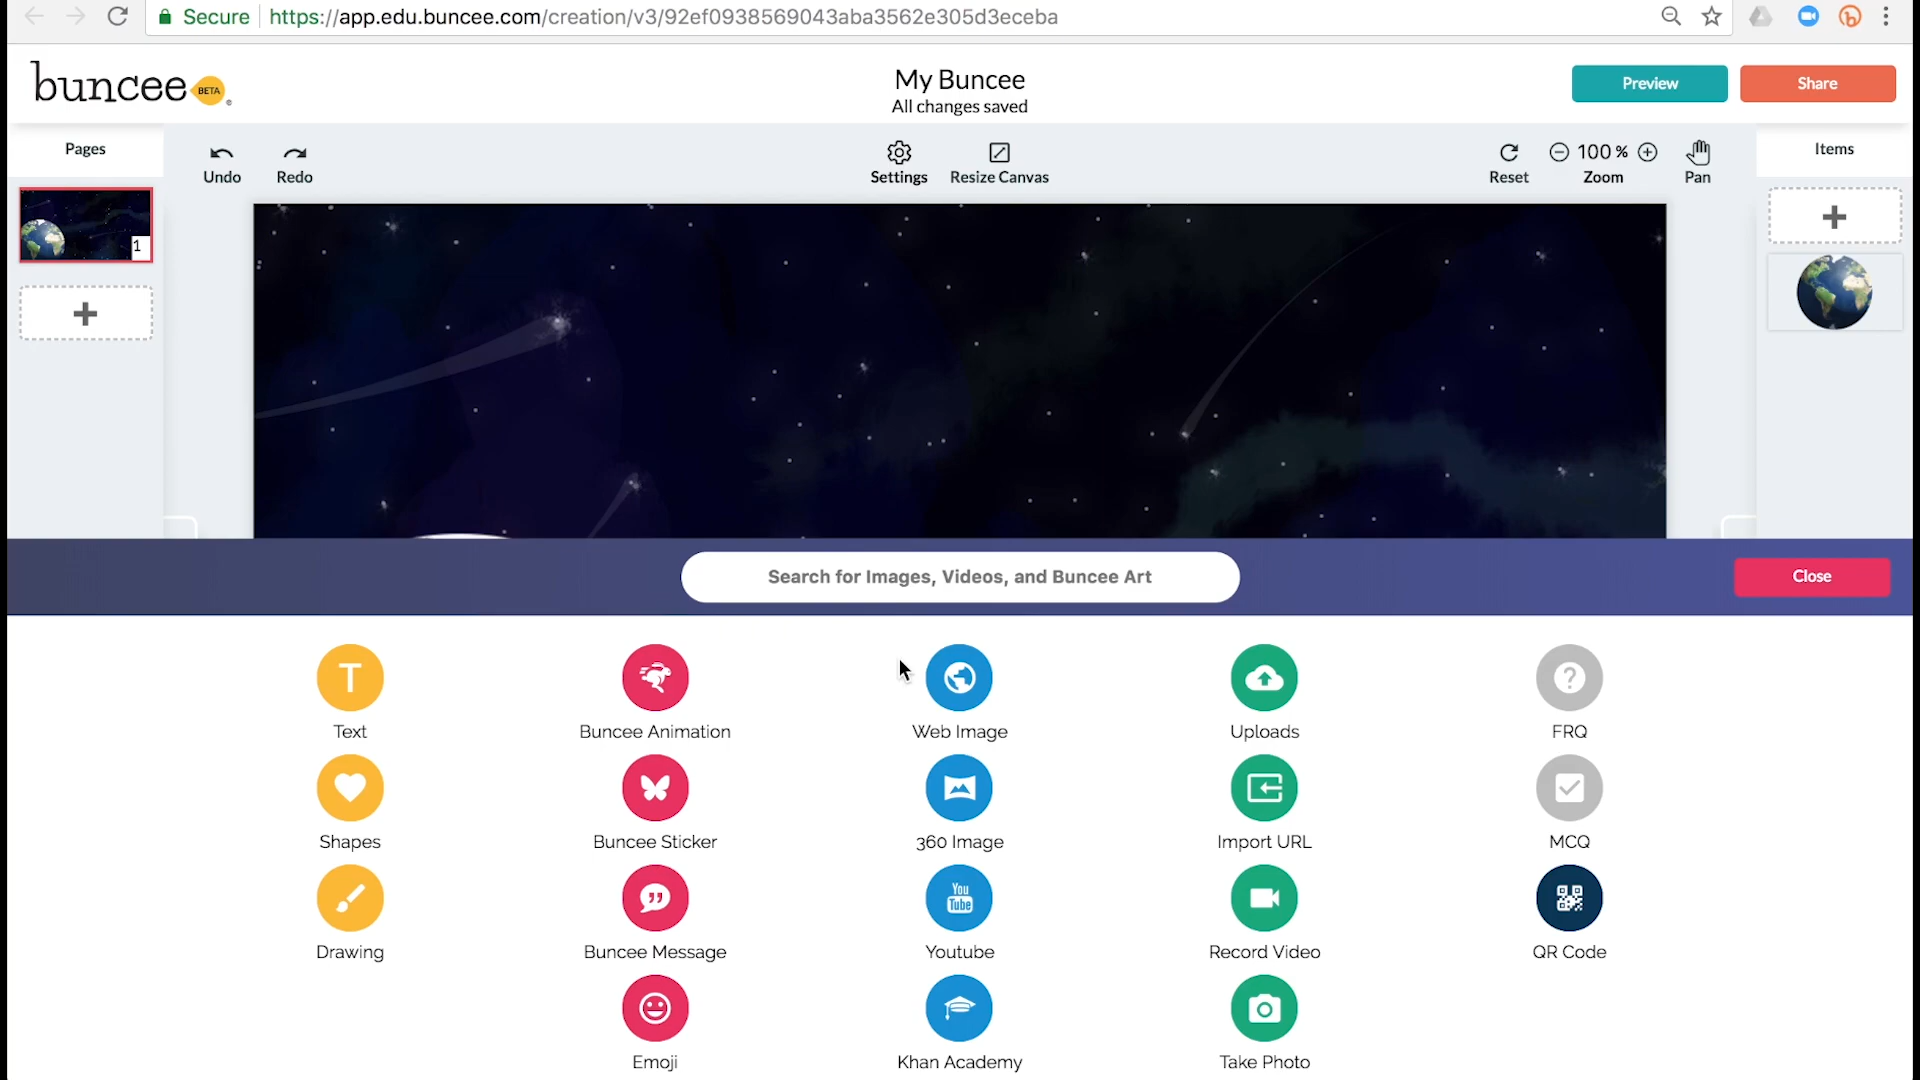 Secure https://app.edu.buncee.com/creation/v3/92ef0938569043aba3562e305d3eceba
buncee BETA
My Buncee
All changes saved
Preview
Share
Pages
Undo
Redo
Settings
Resize Canvas
Reset
100 %
Zoom
Pan
Items
1
Search for Images, Videos, and Buncee Art
Close
T
Text
Buncee Animation
Web Image
Uploads
?
FRQ
Shapes
Buncee Sticker
360 Image
Import URL
MCQ
You
Tube
Drawing
Buncee Message
Youtube
Record Video
QR Code
Emoji
Khan Academy
Take Photo